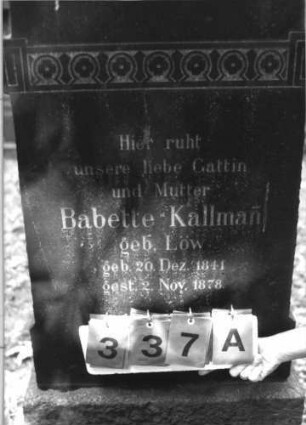 Hier ruht
unsere liebe Gattin
und Mutter
Babette Kallman̄
geb. Löw
geb. 20. Dez. 1841
gest. 2. Nov. 1878
337A